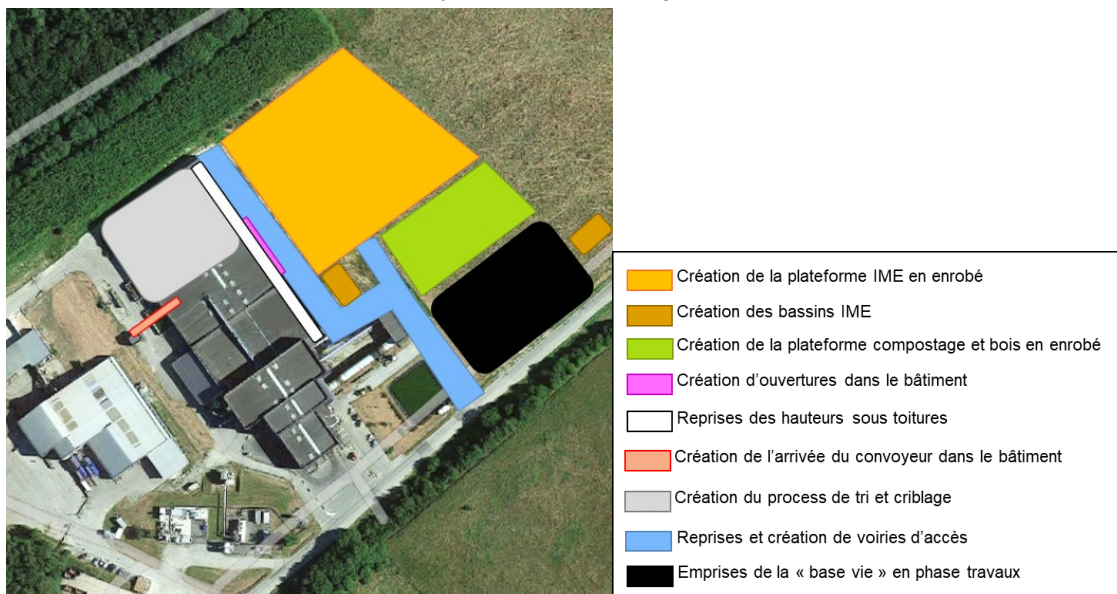 Création de la plateforme IME en enrobé
Création des bassins IME
Création de la plateforme compostage et bois en enrobé
Création d'ouvertures dans le bâtiment
Reprises des hauteurs sous toitures
Création de l'arrivée du convoyeur dans le bâtiment
Création du process de tri et criblage
Reprises et création de voiries d'accès
Emprises de la « base vie » en phase travaux